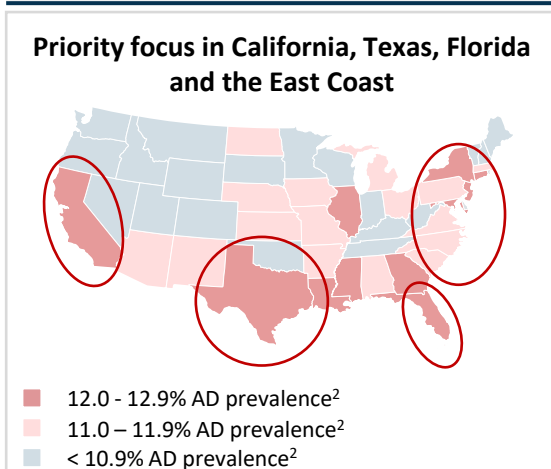 Priority focus in California, Texas, Florida
and the East Coast
12.0 - 12.9% AD prevalence²
11.0 – 11.9% AD prevalence²
< 10.9% AD prevalence²